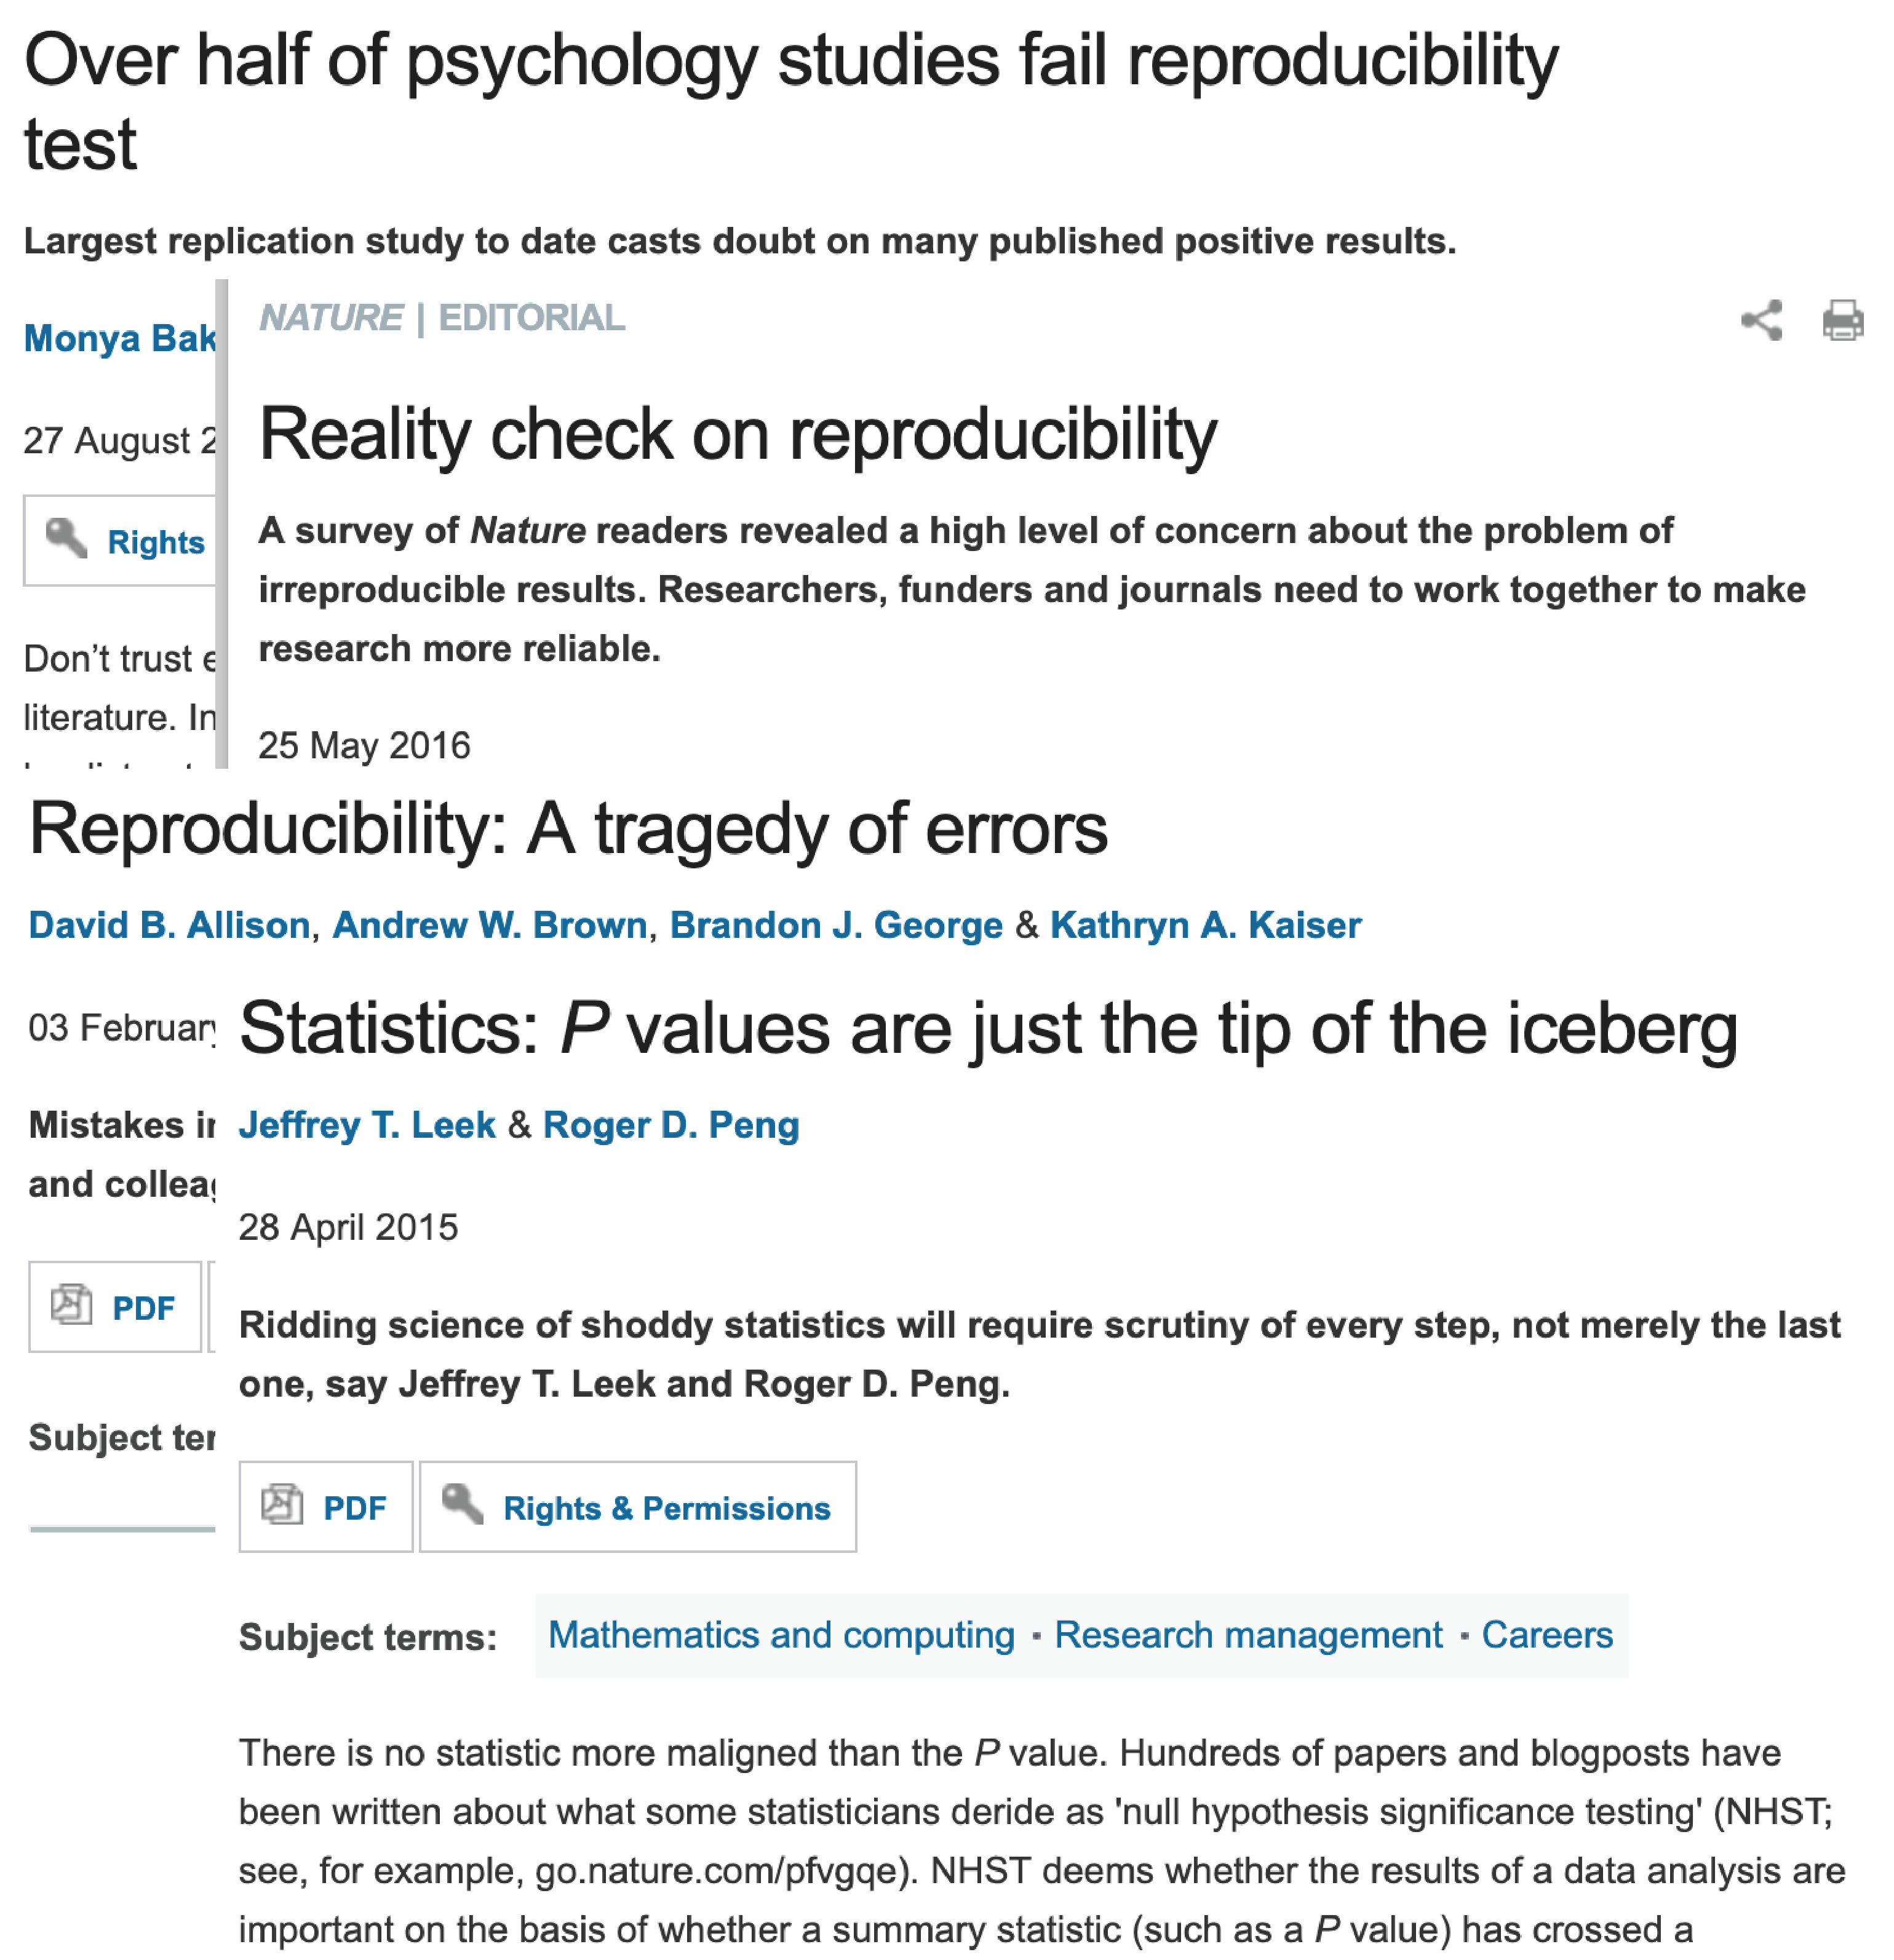 Over half of psychology studies fail reproducibility
test
Largest replication study to date casts doubt on many published positive results.
Monya Bak
27 August 2
Rights
Don't trust e
literature. In
NATURE | EDITORIAL
Reality check on reproducibility
A survey of Nature readers revealed a high level of concern about the problem of
irreproducible results. Researchers, funders and journals need to work together to make
research more reliable.
25 May 2016
Reproducibility: A tragedy of errors
David B. Allison, Andrew W. Brown, Brandon J. George & Kathryn A. Kaiser
03 February
Mistakes in
and colleag
PDF
Subject ter
Statistics: P values are just the tip of the iceberg
Jeffrey T. Leek & Roger D. Peng
28 April 2015
Ridding science of shoddy statistics will require scrutiny of every step, not merely the last
one, say Jeffrey T. Leek and Roger D. Peng.
PDF Rights & Permissions
Subject terms: Mathematics and computing · Research management · Careers
There is no statistic more maligned than the P value. Hundreds of papers and blogposts have
been written about what some statisticians deride as 'null hypothesis significance testing' (NHST;
see, for example, go.nature.com/pfvgqe). NHST deems whether the results of a data analysis are
important on the basis of whether a summary statistic (such as a P value) has crossed a